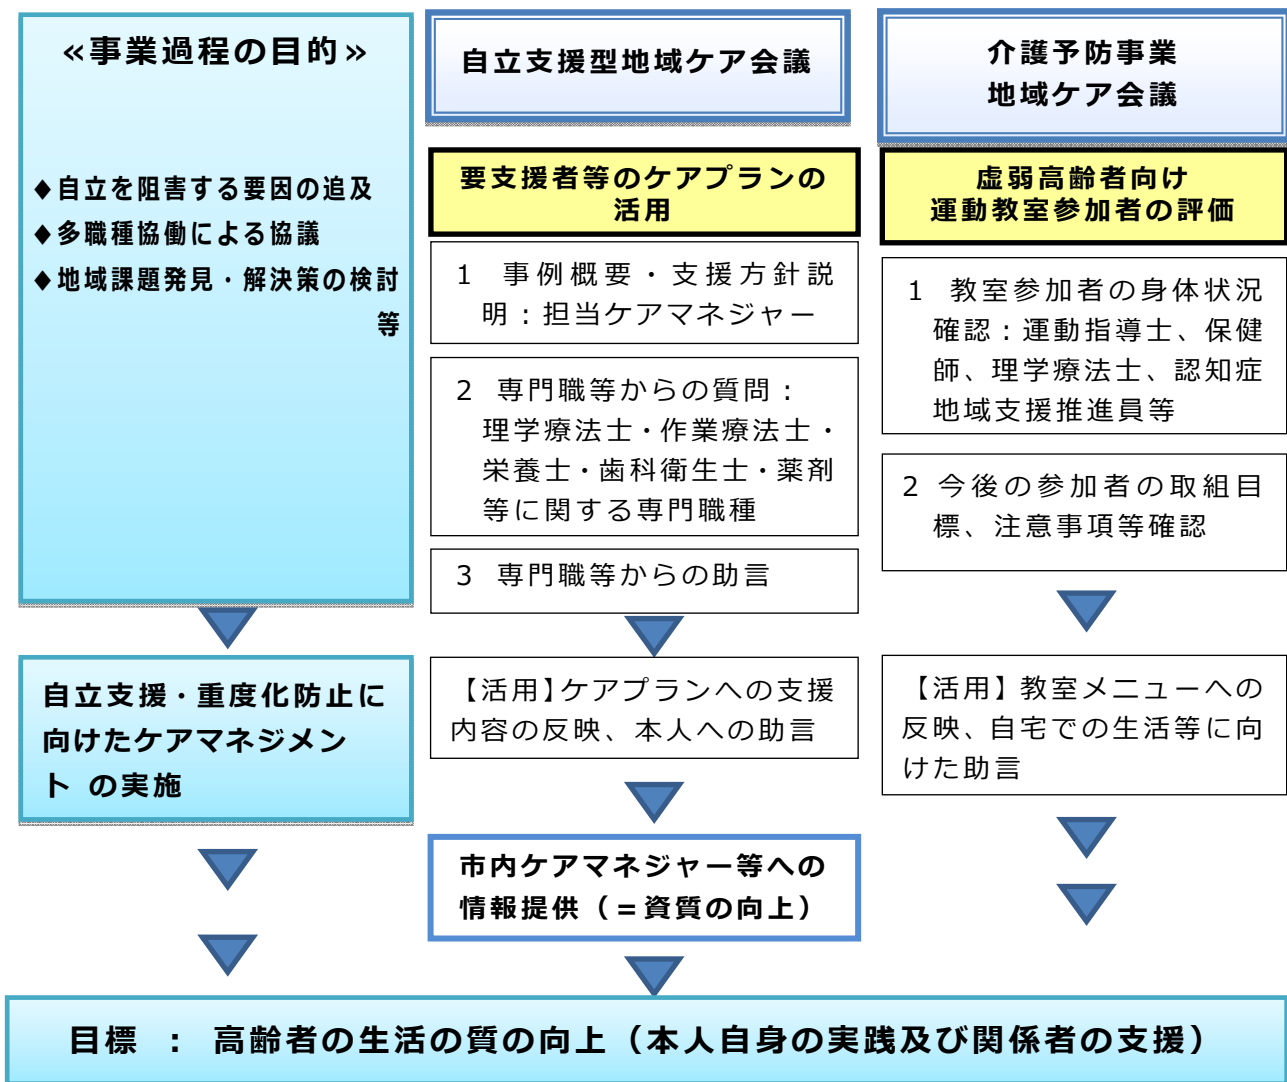 ≪事業過程の目的≫
◆自立を阻害する要因の追及
◆多職種協働による協議
◆地域課題発見・解決策の検討
等
自立支援・重度化防止に
向けたケアマネジメン
ト の実施
自立支援型地域ケア会議
要支援者等のケアプランの
活用
1 事例概要・支援方針説
明：担当ケアマネジャー
2 専門職等からの質問：
理学療法士・作業療法士・
栄養士・歯科衛生士・薬剤
等に関する専門職種
3 専門職等からの助言
【活用】ケアプランへの支援
内容の反映、本人への助言
市内ケアマネジャー等への
情報提供（＝資質の向上）
介護予防事業
地域ケア会議
虚弱高齢者向け
運動教室参加者の評価
1 教室参加者の身体状況
確認：運動指導士、保健
師、理学療法士、認知症
地域支援推進員等
2 今後の参加者の取組目
標、注意事項等確認
【活用】教室メニューへの
反映、自宅での生活等に向
けた助言
目標 ： 高齢者の生活の質の向上（本人自身の実践及び関係者の支援）